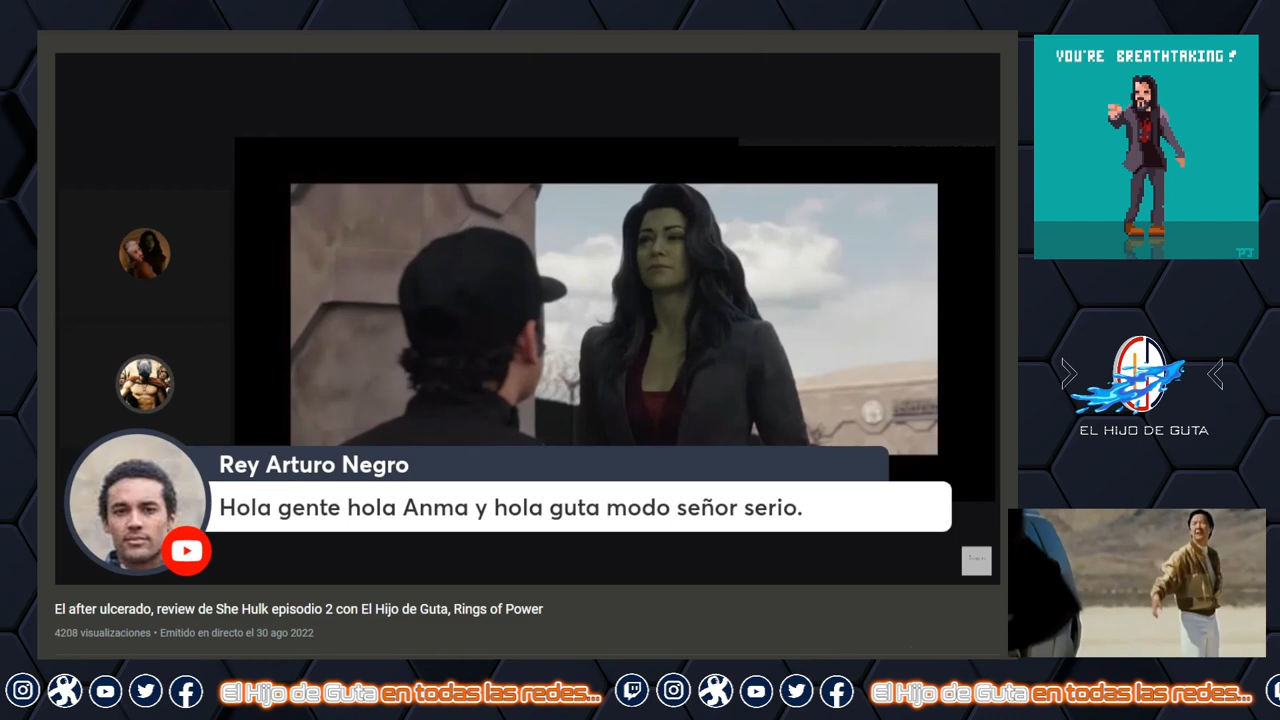 YOU'RE BREATHTAKING!
PJ
Rey Arturo Negro
Hola gente hola Anma y hola guta modo señor serio.
EL HIJO DE GUTA
El after ulcerado, review de She Hulk episodio 2 con El Hijo de Guta, Rings of Power
4208 visualizaciones • Emitido en directo el 30 ago 2022
El Hijo de Guta en todas las redes...
El Hijo de Guta en todas las redes...